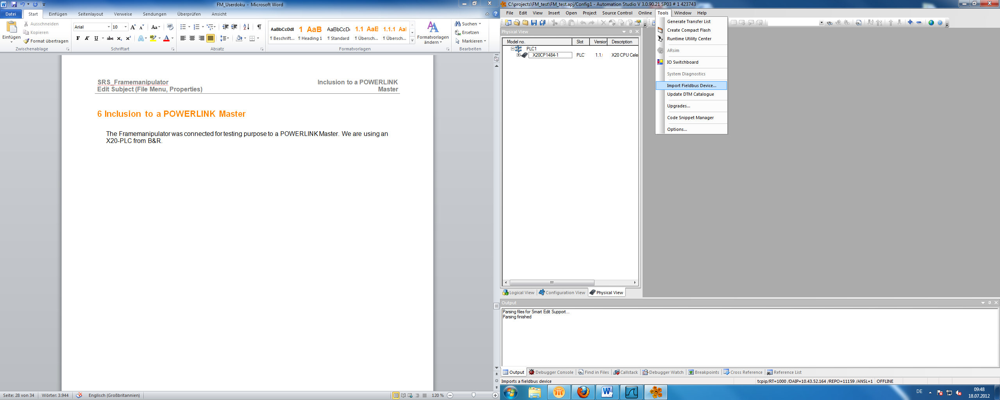 FM_Userdoku - Microsoft Word
Datei Start Einfügen Seitenlayout Verweise Sendungen Überprüfen Ansicht
Einfügen
Ausschneiden
Kopieren
Format übertragen
Zwischenablage
Arial 10
Schriftart
Absatz
AaBbCcDdE 1 AaB AaBbCcDc 1.1 AaE 1.1.1 Aal
¶ Beschrift... ¶ Heading 1 ¶ Standard ¶ Übersch... ¶ Übersch...
Formatvorlagen
Formatvorlagen
ändern
Suchen
Ersetzen
Markieren
Bearbeiten
SRS_Framemanipulator Inclusion to a POWERLINK
Edit Subject (File Menu, Properties) Master
6 Inclusion to a POWERLINK Master
The Framemanipulator was connected for testing purpose to a POWERLINK Master. We are using an
X20-PLC from B&R.
Seite: 28 von 34 Wörter: 3.944 Englisch (Großbritannien) 120 %
C:\projects\FM_test\FM_test.apj/Config1 - Automation Studio V 3.0.90.21 SP03 # 1 423743
File Edit View Insert Open Project Source Control Online Tools Window Help
Generate Transfer List
Create Compact Flash
Runtime Utility Center
ARsim
IO Switchboard
System Diagnostics
Import Fieldbus Device...
Update DTM Catalogue
Upgrades...
Code Snippet Manager
Options...
Physical View
Model no. Slot Version Description
PLC1
X20CP1484-1 PLC 1.1. X20 CPU Cele
Logical View Configuration View Physical View
Output
Parsing files for Smart Edit Support...
Parsing finished
Output Debugger Console Find in Files Callstack Debugger Watch Breakpoints Cross Reference Reference List
Imports a fieldbus device tcpip/RT=1000 /DAIP=10.43.52.164 /REPO=11159 /ANSL=1 OFFLINE
DE 09:48
18.07.2012